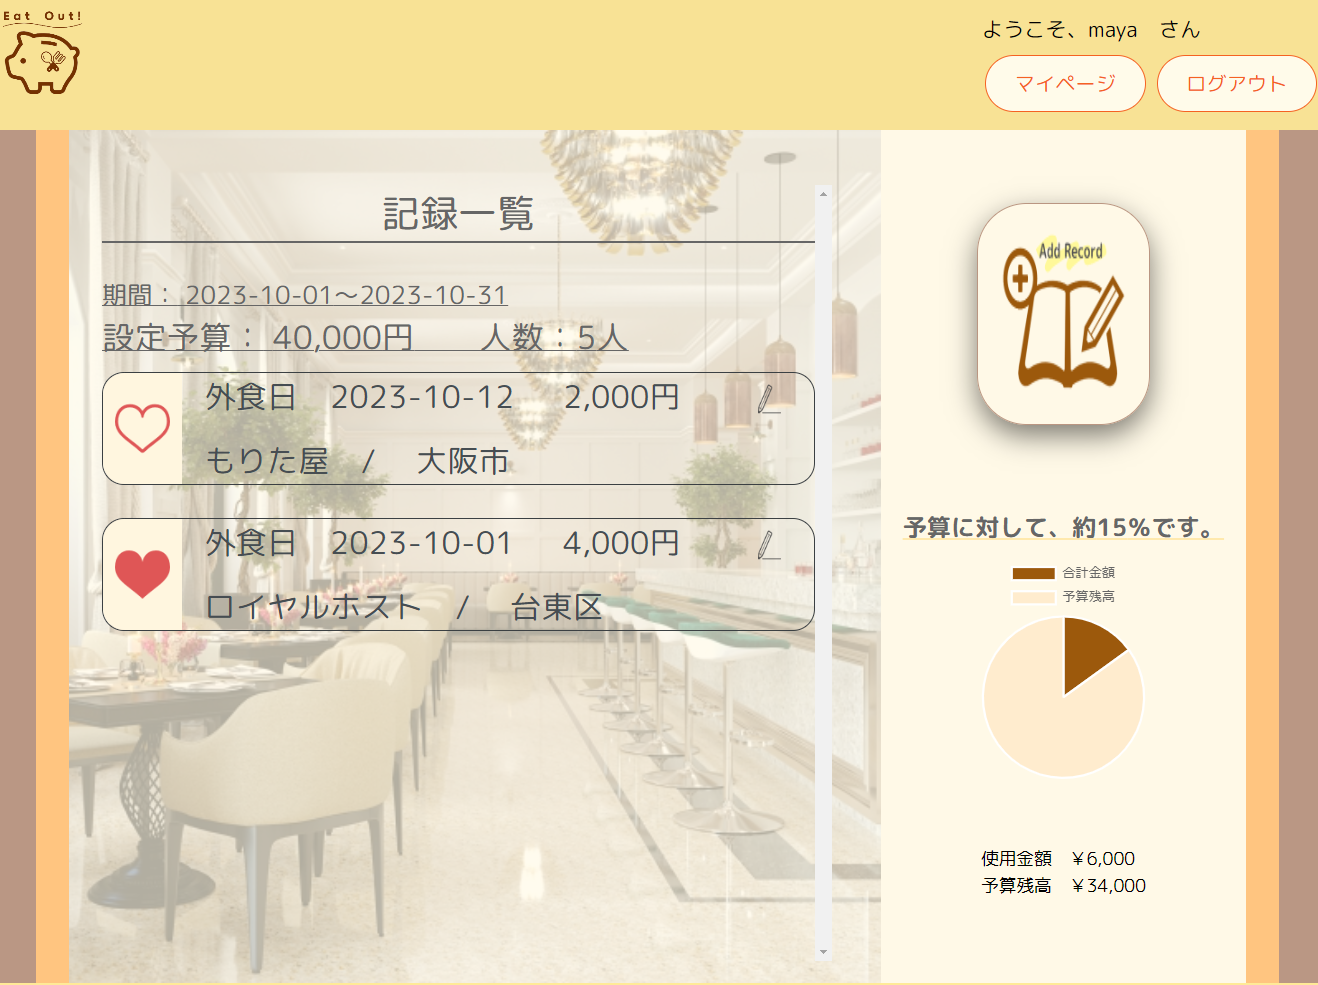 Eat Out!
ようこそ、maya さん
マイページ ログアウト
記録一覧
期間： 2023-10-01～2023-10-31
設定予算： 40,000円 人数：5人
外食日 2023-10-12 2,000円
もりた屋 / 大阪市
外食日 2023-10-01 4,000円
ロイヤルホスト / 台東区
Add Record
予算に対して、約15%です。
合計金額
予算残高
使用金額 ￥6,000
予算残高 ￥34,000